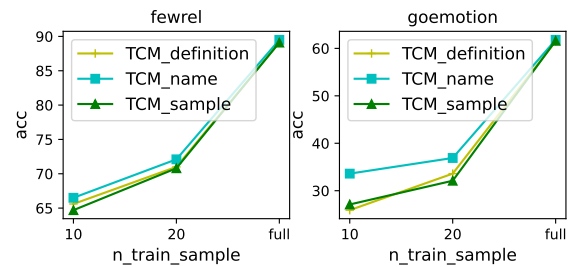 fewrel
90
85
80
75
70
65
acc
TCM_definition
TCM_name
TCM_sample
10
20
full
n_train_sample
goemotion
60
50
40
30
acc
TCM_definition
TCM_name
TCM_sample
10
20
full
n_train_sample